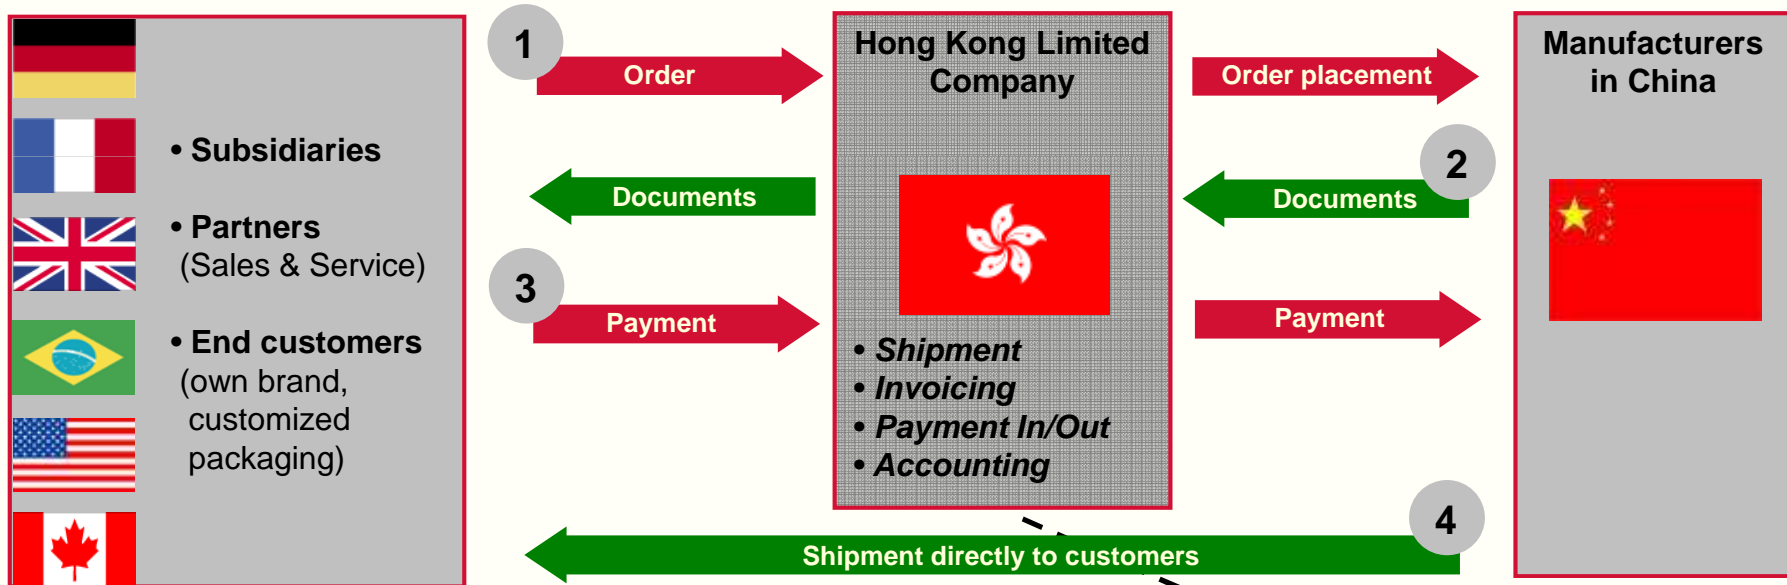 • Subsidiaries
• Partners
(Sales & Service)
• End customers
(own brand,
customized
packaging)
1
Order
Documents
3
Payment
Hong Kong Limited
Company
• Shipment
• Invoicing
• Payment In/Out
• Accounting
Order placement
2
Documents
Payment
4
Shipment directly to customers
Manufacturers
in China